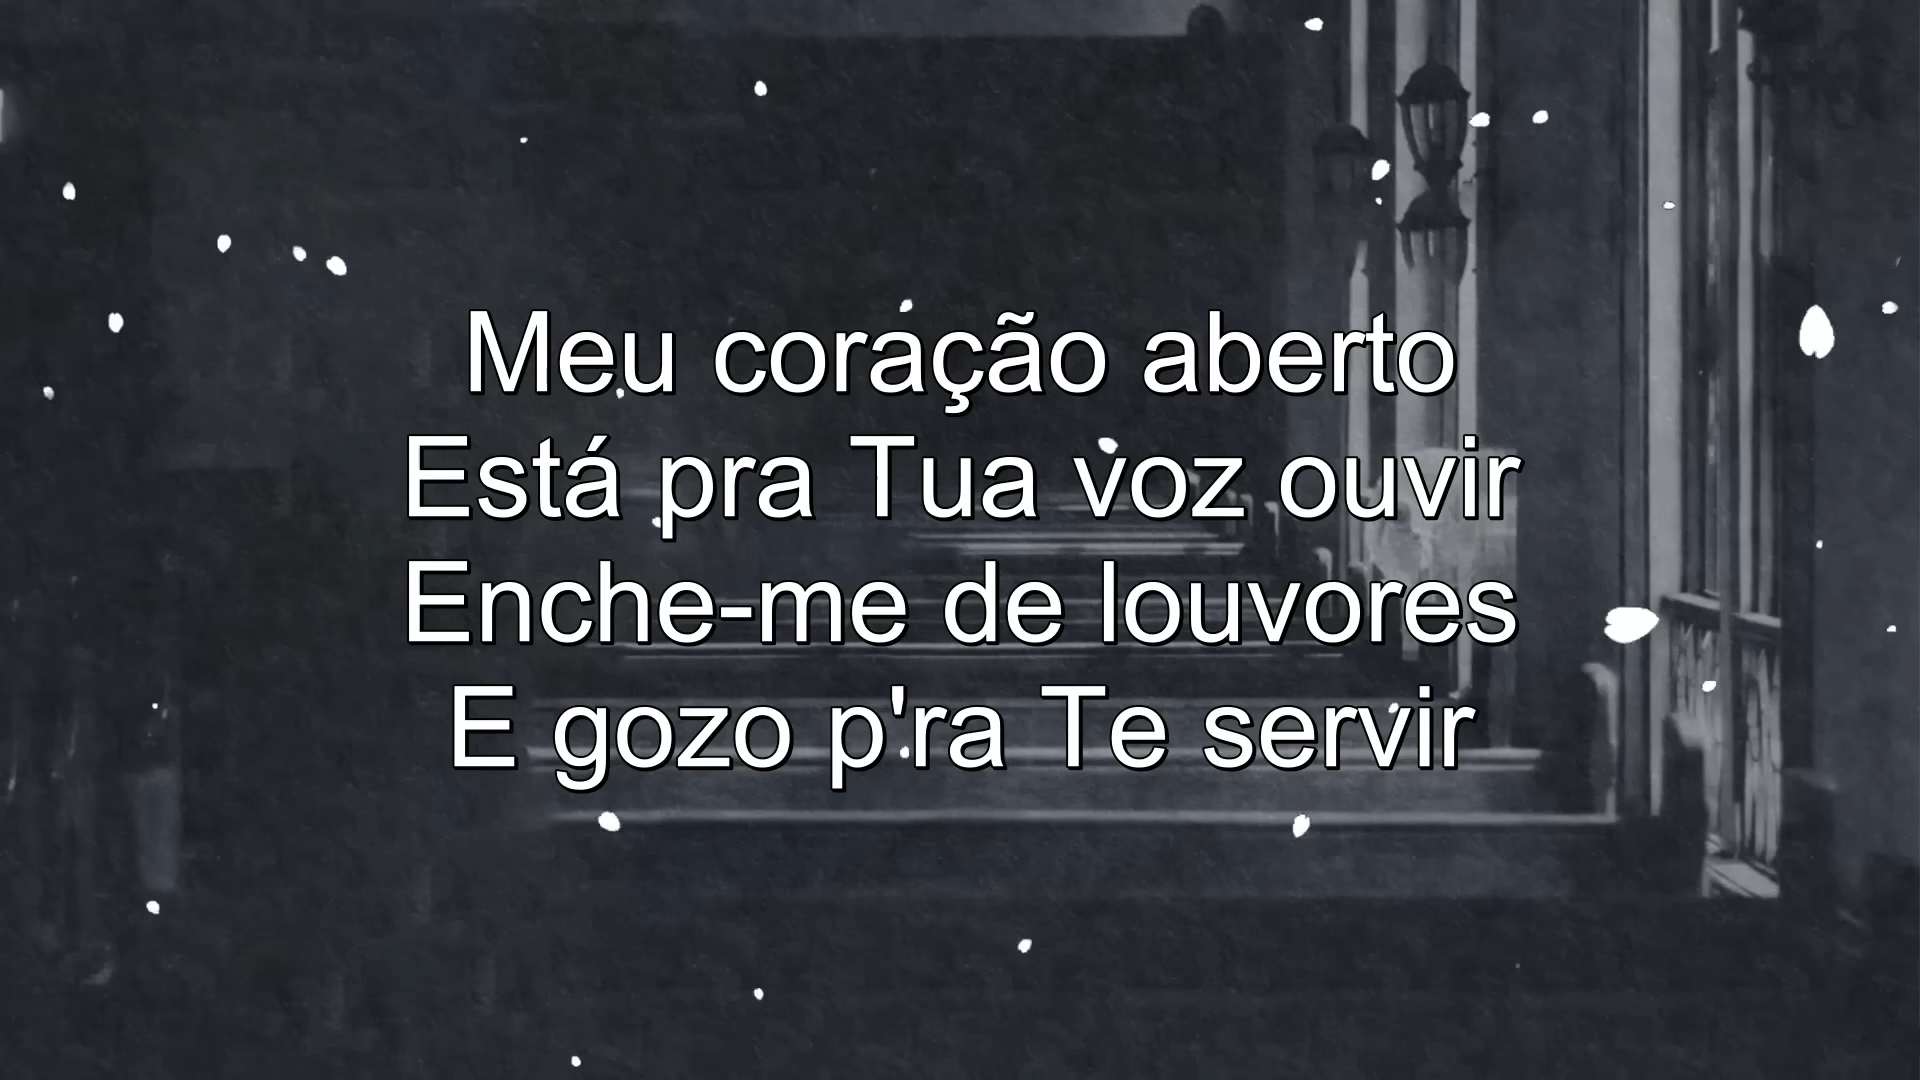 Meu coração aberto
Está pra Tua voz ouvir
Enche-me de louvores
E gozo p'ra Te servir